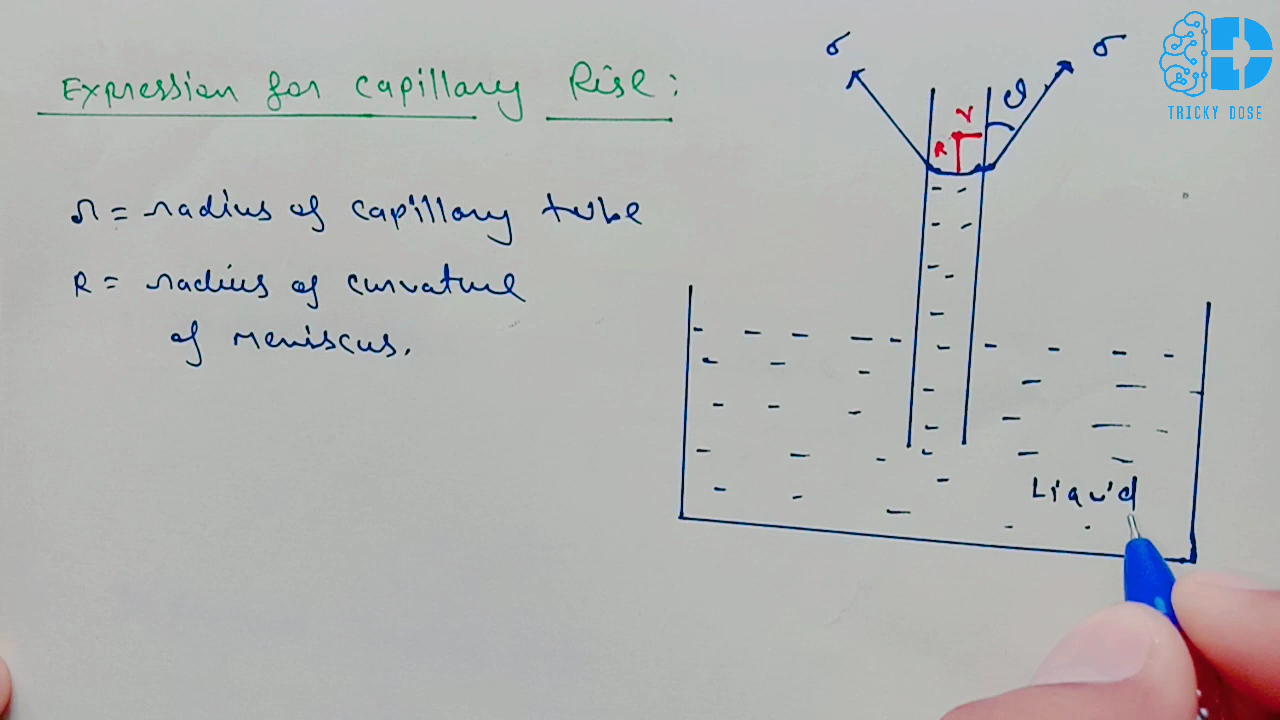 Expression for Capillary Rise:
r = radius of capillary tube
R = radius of curvature
of Meniscus.
σ
σ
θ
r
R
Liquid
TRICKY DOSE